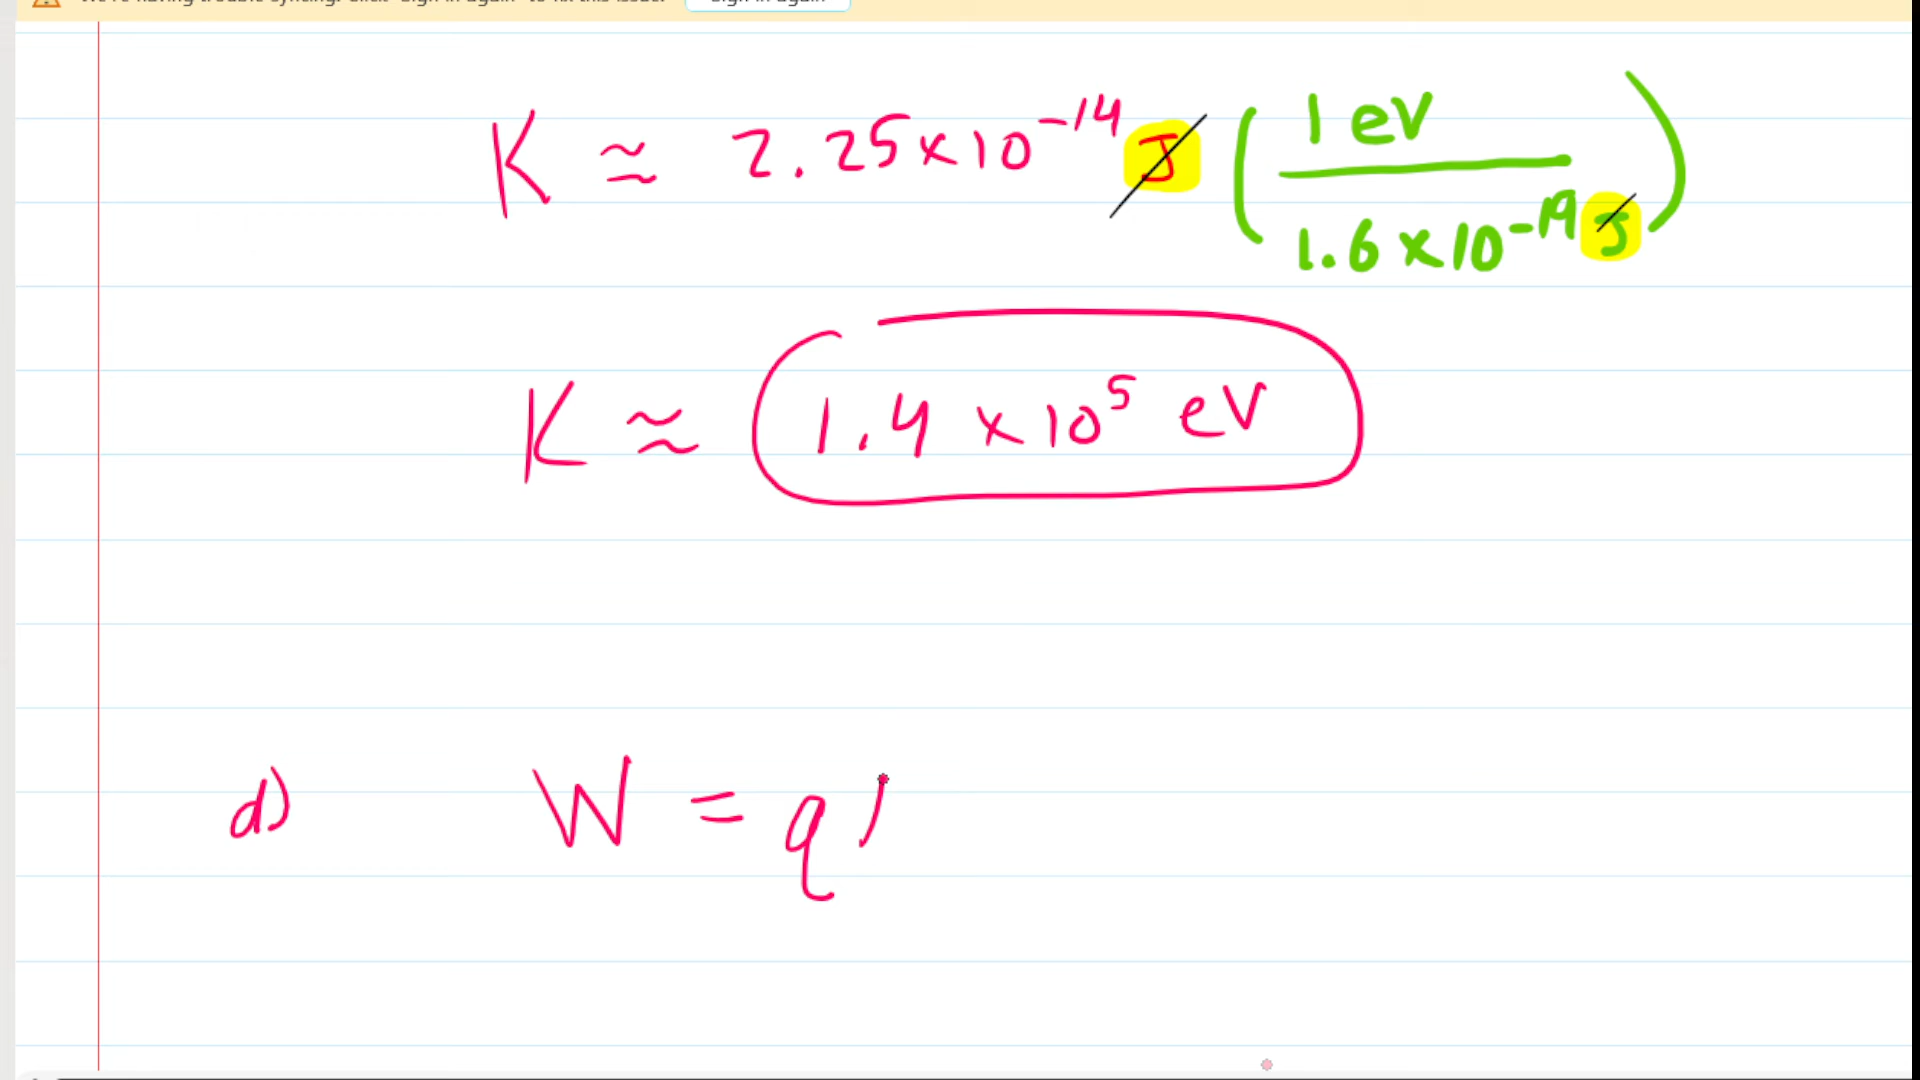 K ≈ 2.25×10⁻¹⁴ J (1 eV / 1.6×10⁻¹⁹ J)
K ≈ 1.4 × 10⁵ eV
d) W = q